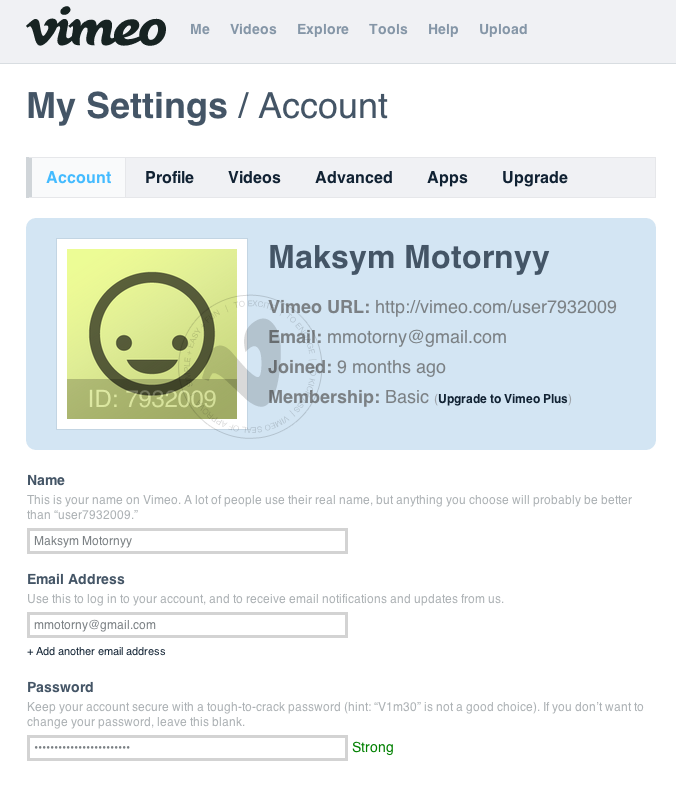 vimeo
Me Videos Explore Tools Help Upload
My Settings / Account
Account Profile Videos Advanced Apps Upgrade
Maksym Motornyy
Vimeo URL: http://vimeo.com/user7932009
Email: mmotorny@gmail.com
Joined: 9 months ago
Membership: Basic (Upgrade to Vimeo Plus)
ID: 7932009
Name
This is your name on Vimeo. A lot of people use their real name, but anything you choose will probably be better
than “user7932009.”
Maksym Motornyy
Email Address
Use this to log in to your account, and to receive email notifications and updates from us.
mmotorny@gmail.com
+ Add another email address
Password
Keep your account secure with a tough-to-crack password (hint: “V1m30” is not a good choice). If you don’t want to
change your password, leave this blank.
Strong